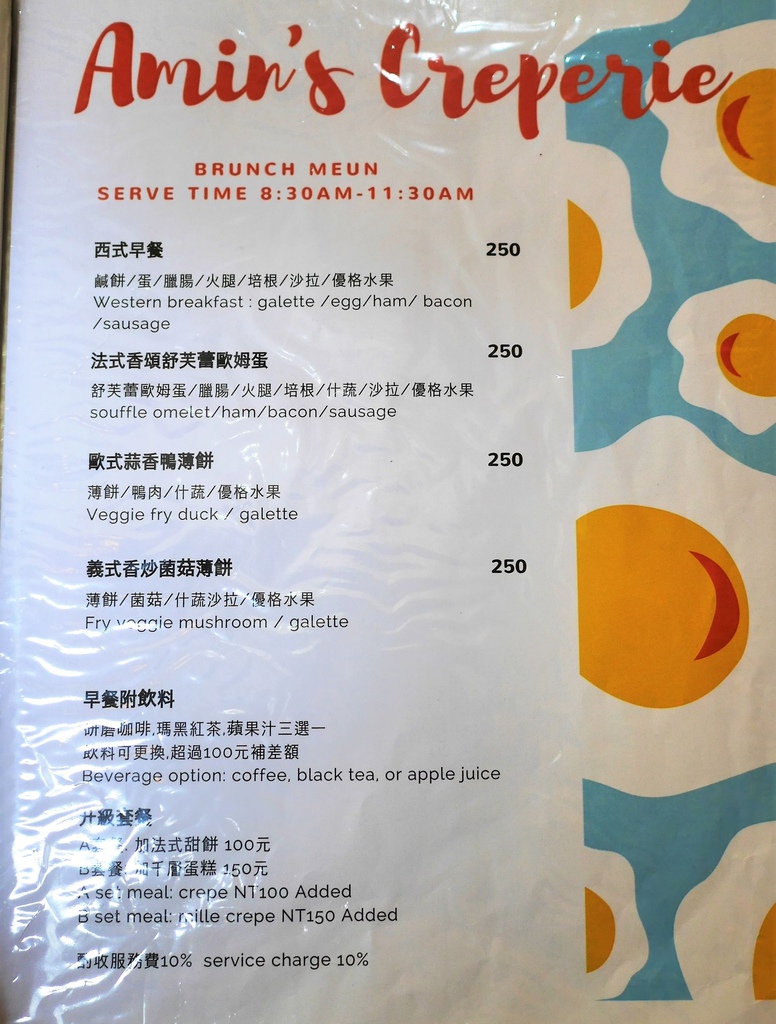 Amin's Creperie
BRUNCH MEUN
SERVE TIME 8:30AM-11:30AM
西式早餐 250
鹹餅/蛋/臘腸/火腿/培根/沙拉/優格水果
Western breakfast : galette /egg/ham/ bacon
/sausage
法式香頌舒芙蕾歐姆蛋 250
舒芙蕾歐姆蛋/臘腸/火腿/培根/什蔬/沙拉/優格水果
souffle omelet/ham/bacon/sausage
歐式蒜香鴨薄餅 250
薄餅/鴨肉/什蔬/優格水果
Veggie fry duck / galette
義式香炒菌菇薄餅 250
薄餅/菌菇/什蔬沙拉/優格水果
Fry veggie mushroom / galette
早餐附飲料
研磨咖啡,瑪黑紅茶,蘋果汁三選一
飲料可更換,超過100元補差額
Beverage option: coffee, black tea, or apple juice
升級套餐
A套餐: 加法式甜餅 100元
B套餐: 加千層蛋糕 150元
A set meal: crepe NT100 Added
B set meal: mille crepe NT150 Added
酌收服務費10% service charge 10%